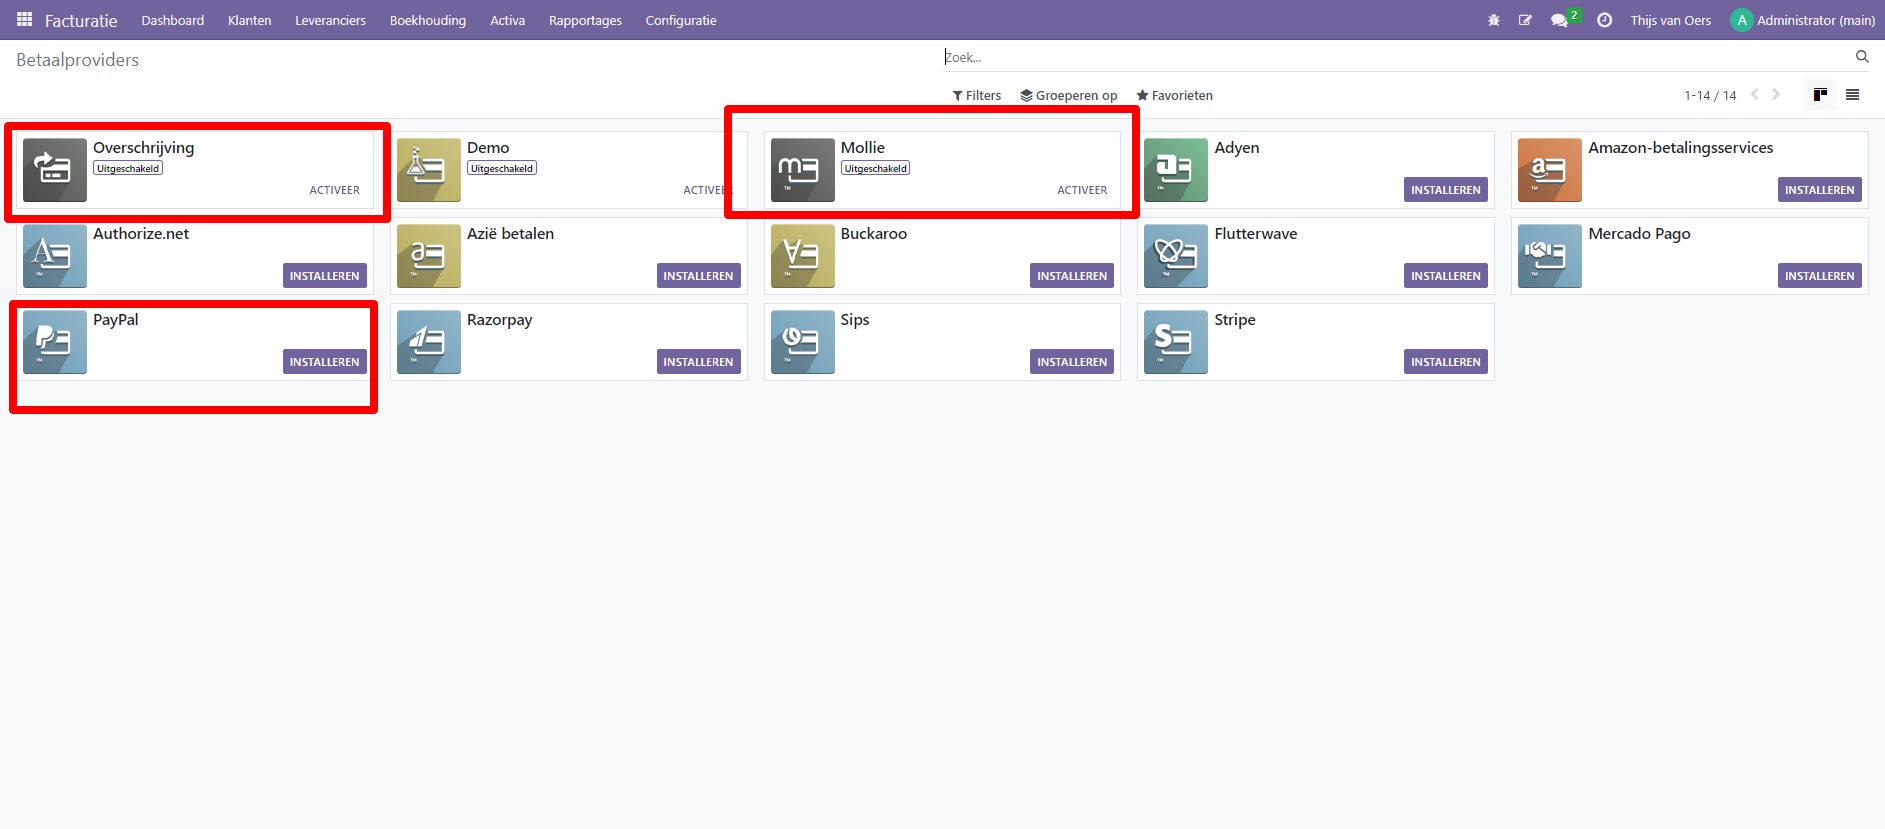 Facturatie Dashboard Klanten Leveranciers Boekhouding Activa Rapportages Configuratie 2 Thijs van Oers A Administrator (main)
Betaalproviders Zoek...
Filters Groeperen op Favorieten 1-14 / 14
Overschrijving
Uitgeschakeld
ACTIVEER
Demo
Uitgeschakeld
ACTIVEER
Mollie
Uitgeschakeld
ACTIVEER
Adyen
INSTALLEREN
Amazon-betalingsservices
INSTALLEREN
Authorize.net
INSTALLEREN
Azië betalen
INSTALLEREN
Buckaroo
INSTALLEREN
Flutterwave
INSTALLEREN
Mercado Pago
INSTALLEREN
PayPal
INSTALLEREN
Razorpay
INSTALLEREN
Sips
INSTALLEREN
Stripe
INSTALLEREN